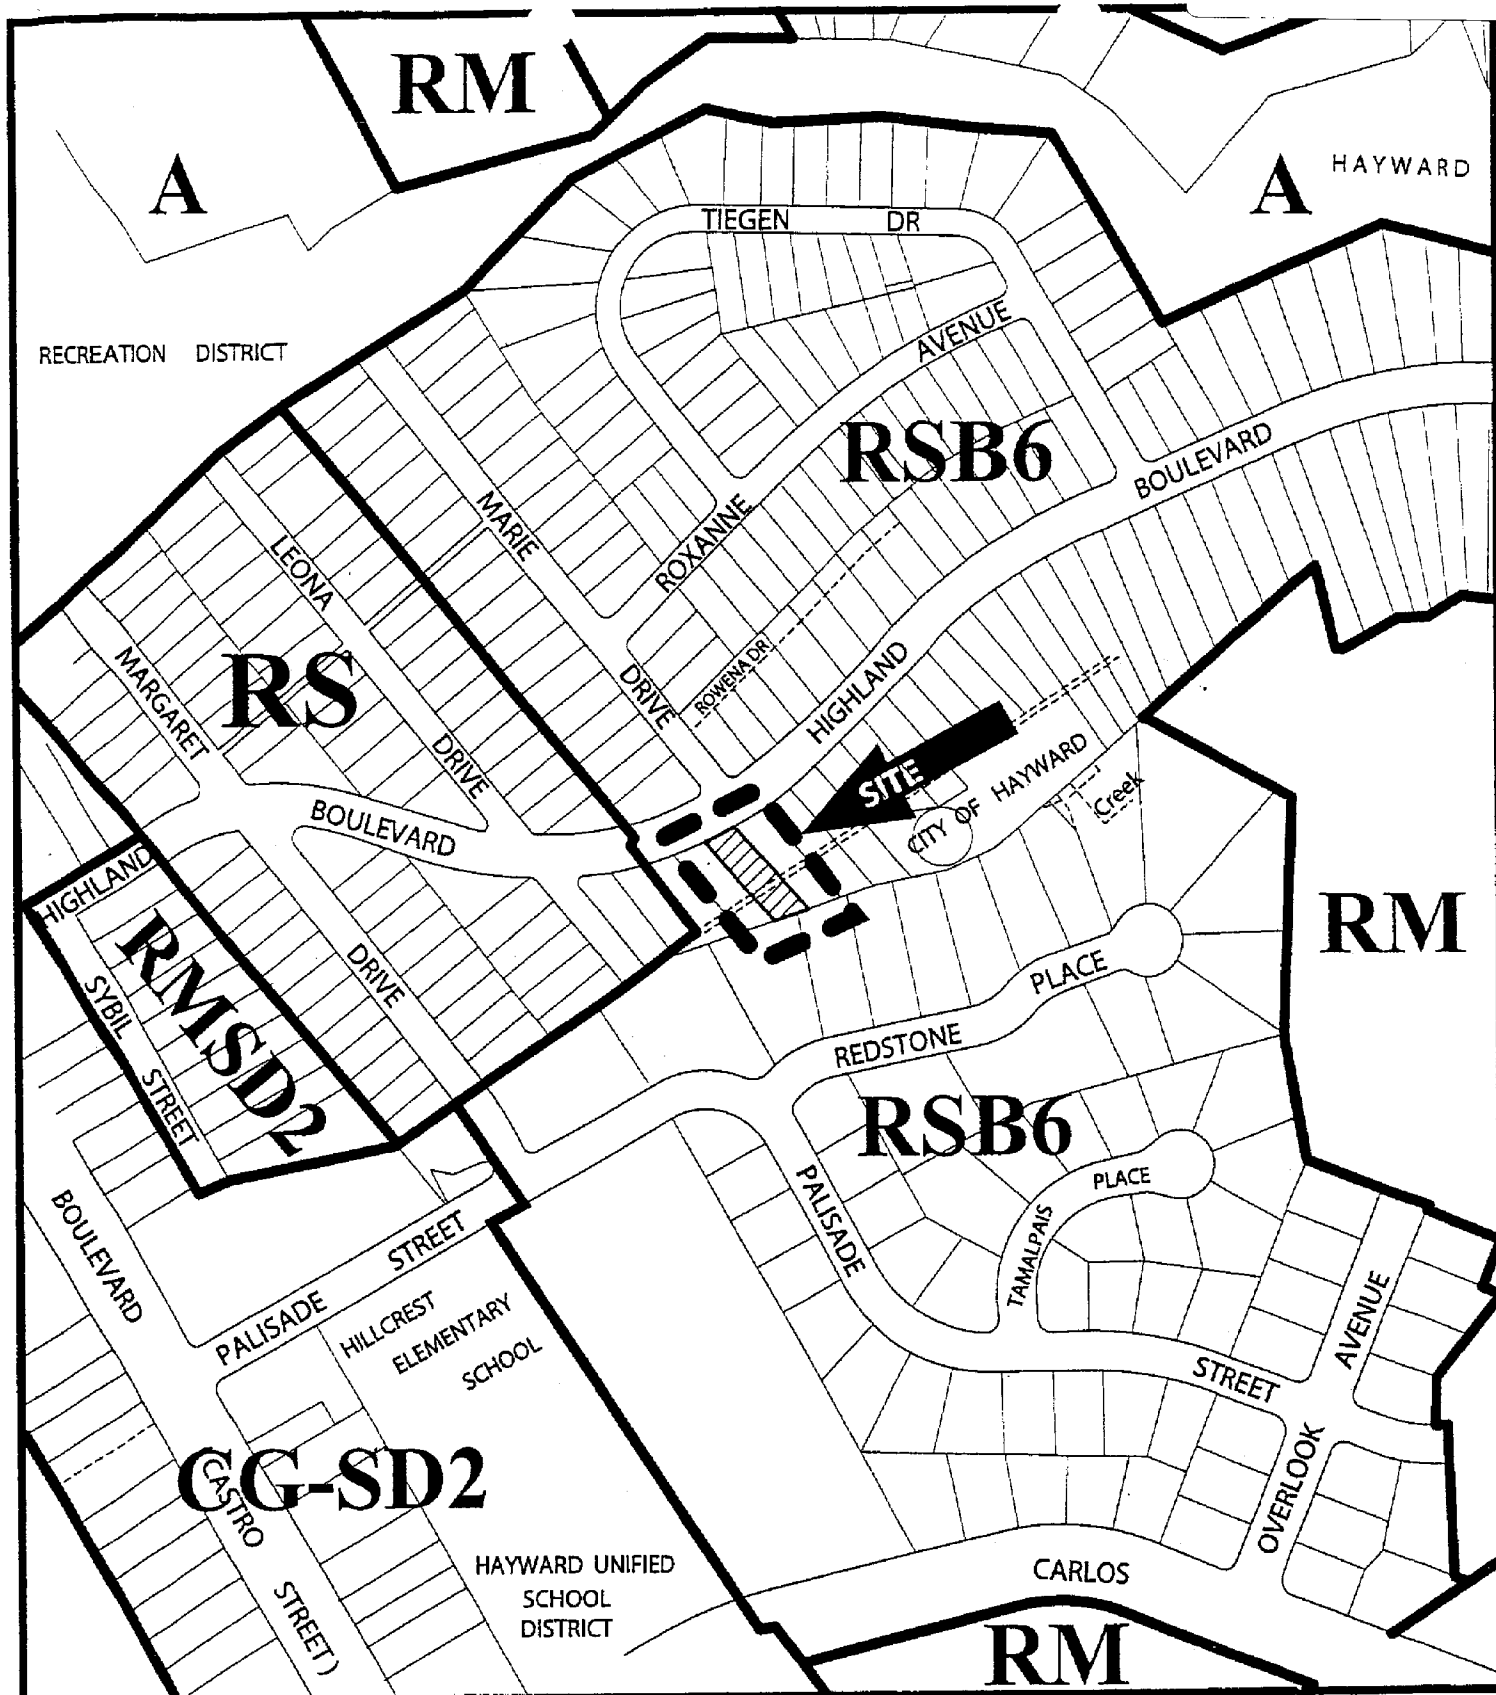 RM
A
A
HAYWARD
TIEGEN DR
RECREATION DISTRICT
AVENUE
RSB6
BOULEVARD
MARIE
ROXANNE
LEONA
ROWENA DR
HIGHLAND
DRIVE
MARGARET
RS
DRIVE
SITE
CITY OF HAYWARD
Creek
BOULEVARD
HIGHLAND
RMSD2
DRIVE
SYBIL
STREET
RM
PLACE
REDSTONE
RSB6
PLACE
TAMALPAIS
PALISADE
BOULEVARD
STREET
PALISADE
HILLCREST
ELEMENTARY
SCHOOL
AVENUE
STREET
OVERLOOK
CG-SD2
CASTRO
STREET)
HAYWARD UNIFIED
SCHOOL
DISTRICT
CARLOS
RM